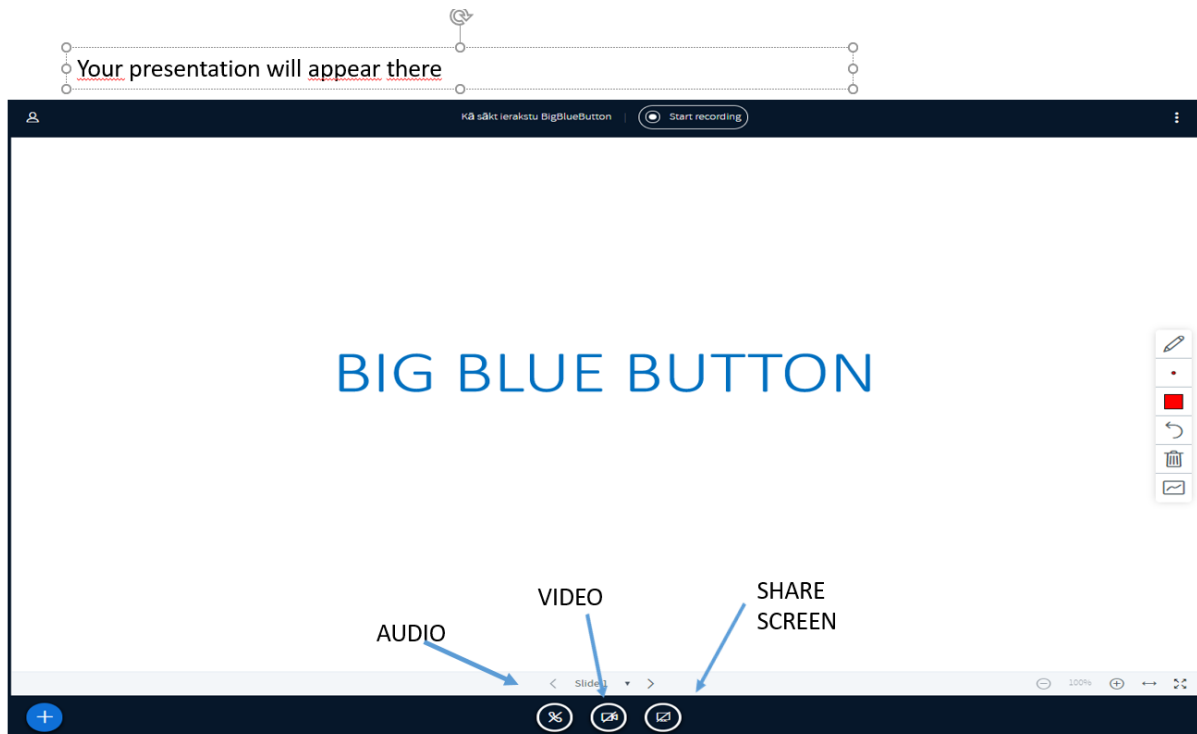 Your presentation will appear there
Kā sākt ierakstu BigBlueButton | Start recording
BIG BLUE BUTTON
VIDEO
SHARE
SCREEN
AUDIO
Slide 1
100%